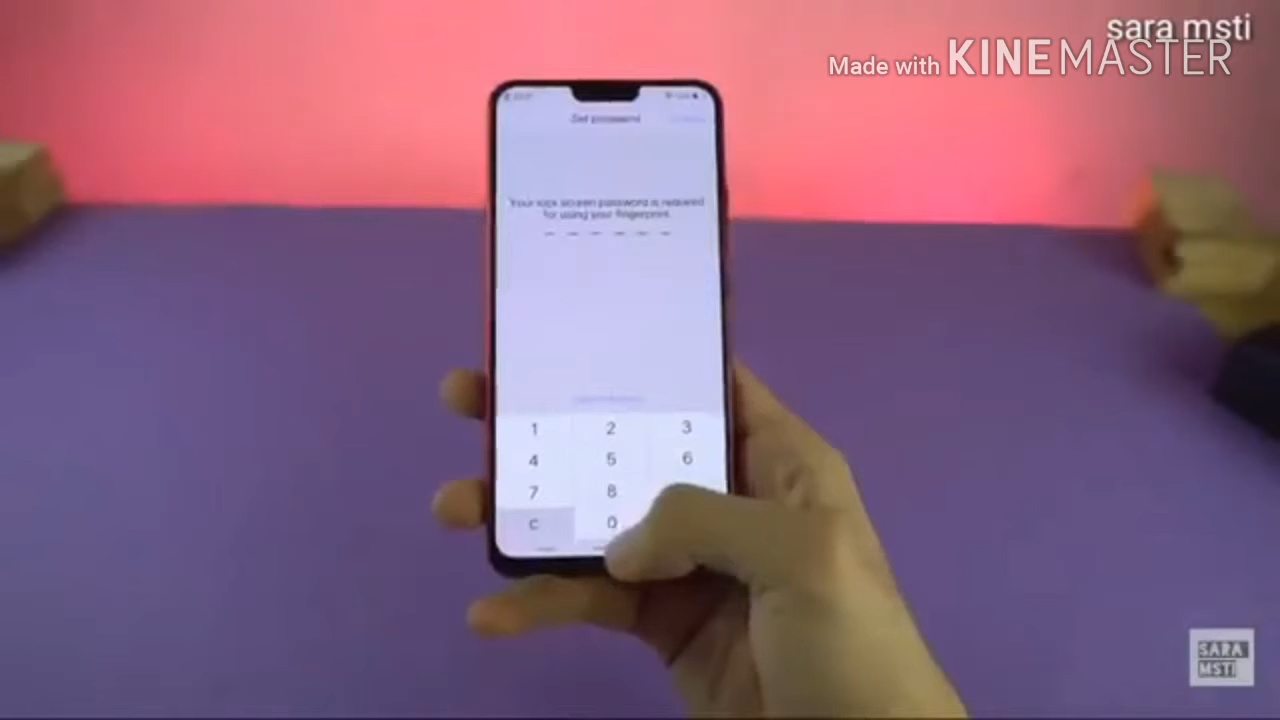 sara msti
Made with KINEMASTER
Set password
Your lock screen password is required
for using your fingerprint.
1 2 3
4 5 6
7 8
C 0
SARA
MSTI